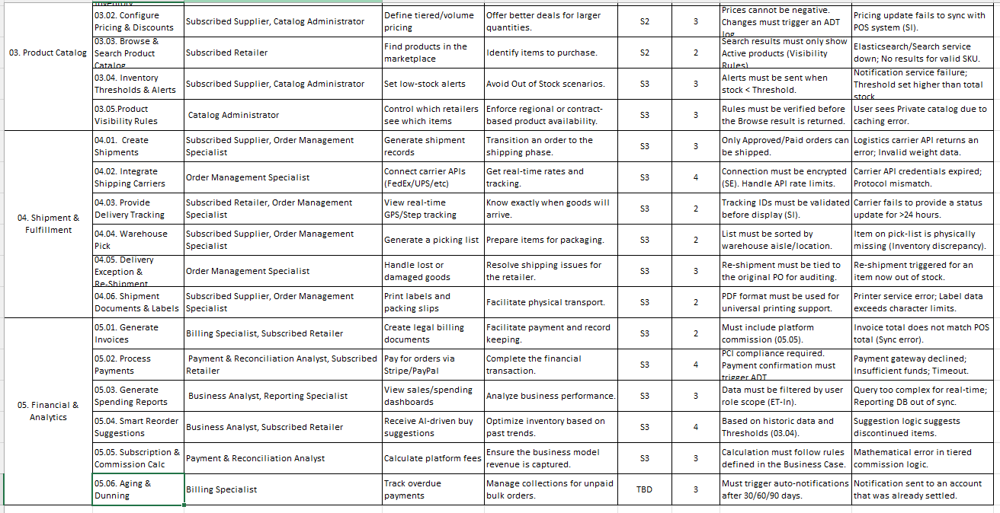 Inventory
03. Product Catalog
03.02. Configure
Pricing & Discounts
Subscribed Supplier, Catalog Administrator
Define tiered/volume
pricing
Offer better deals for larger
quantities.
S2
3
Prices cannot be negative.
Changes must trigger an ADT
log.
Pricing update fails to sync with
POS system (SI).
03.03. Browse &
Search Product
Catalog
Subscribed Retailer
Find products in the
marketplace
Identify items to purchase.
S2
2
Search results must only show
Active products (Visibility
Rules)
Elasticsearch/Search service
down; No results for valid SKU.
03.04. Inventory
Thresholds & Alerts
Subscribed Supplier, Catalog Administrator
Set low-stock alerts
Avoid Out of Stock scenarios.
S3
3
Alerts must be sent when
stock < Threshold.
Notification service failure;
Threshold set higher than total
stock
03.05.Product
Visibility Rules
Catalog Administrator
Control which retailers
see which items
Enforce regional or contract-
based product availability.
S3
3
Rules must be verified before
the Browse result is returned.
User sees Private catalog due to
caching error.
04. Shipment &
Fulfillment
04.01.  Create
Shipments
Subscribed Supplier, Order Management
Specialist
Generate shipment
records
Transition an order to the
shipping phase.
S3
3
Only Approved/Paid orders can
be shipped.
Logistics carrier API returns an
error; Invalid weight data.
04.02. Integrate
Shipping Carriers
Order Management Specialist
Connect carrier APIs
(FedEx/UPS/etc)
Get real-time rates and
tracking.
S3
4
Connection must be encrypted
(SE). Handle API rate limits.
Carrier API credentials expired;
Protocol mismatch.
04.03. Provide
Delivery Tracking
Subscribed Retailer, Order Management
Specialist
View real-time
GPS/Step tracking
Know exactly when goods will
arrive.
S3
2
Tracking IDs must be validated
before display (SI).
Carrier fails to provide a status
update for >24 hours.
04.04. Warehouse
Pick
Subscribed Supplier, Order Management
Specialist
Generate a picking list
Prepare items for packaging.
S3
2
List must be sorted by
warehouse aisle/location.
Item on pick-list is physically
missing (Inventory discrepancy).
04.05. Delivery
Exception &
Re-Shipment
Order Management Specialist
Handle lost or
damaged goods
Resolve shipping issues for
the retailer.
S3
3
Re-shipment must be tied to
the original PO for auditing.
Re-shipment triggered for an
item now out of stock.
04.06. Shipment
Documents & Labels
Subscribed Supplier, Order Management
Specialist
Print labels and
packing slips
Facilitate physical transport.
S3
2
PDF format must be used for
universal printing support.
Printer service error; Label data
exceeds character limits.
05. Financial &
Analytics
05.01. Generate
Invoices
Billing Specialist, Subscribed Retailer
Create legal billing
documents
Facilitate payment and record
keeping.
S3
2
Must include platform
commission (05.05).
Invoice total does not match POS
total (Sync error).
05.02. Process
Payments
Payment & Reconciliation Analyst, Subscribed
Retailer
Pay for orders via
Stripe/PayPal
Complete the financial
transaction.
S3
4
PCI compliance required.
Payment confirmation must
trigger ADT
Payment gateway declined;
Insufficient funds; Timeout.
05.03. Generate
Spending Reports
Business Analyst, Reporting Specialist
View sales/spending
dashboards
Analyze business performance.
S3
3
Data must be filtered by user
role scope (ET-In).
Query too complex for real-time;
Reporting DB out of sync.
05.04. Smart Reorder
Suggestions
Business Analyst, Subscribed Retailer
Receive AI-driven buy
suggestions
Optimize inventory based on
past trends.
S3
4
Based on historic data and
Thresholds (03.04).
Suggestion logic suggests
discontinued items.
05.05. Subscription &
Commission Calc
Payment & Reconciliation Analyst
Calculate platform fees
Ensure the business model
revenue is captured.
S3
3
Calculation must follow rules
defined in the Business Case.
Mathematical error in tiered
commission logic.
05.06. Aging &
Dunning
Billing Specialist
Track overdue
payments
Manage collections for unpaid
bulk orders.
TBD
3
Must trigger auto-notifications
after 30/60/90 days.
Notification sent to an account
that was already settled.